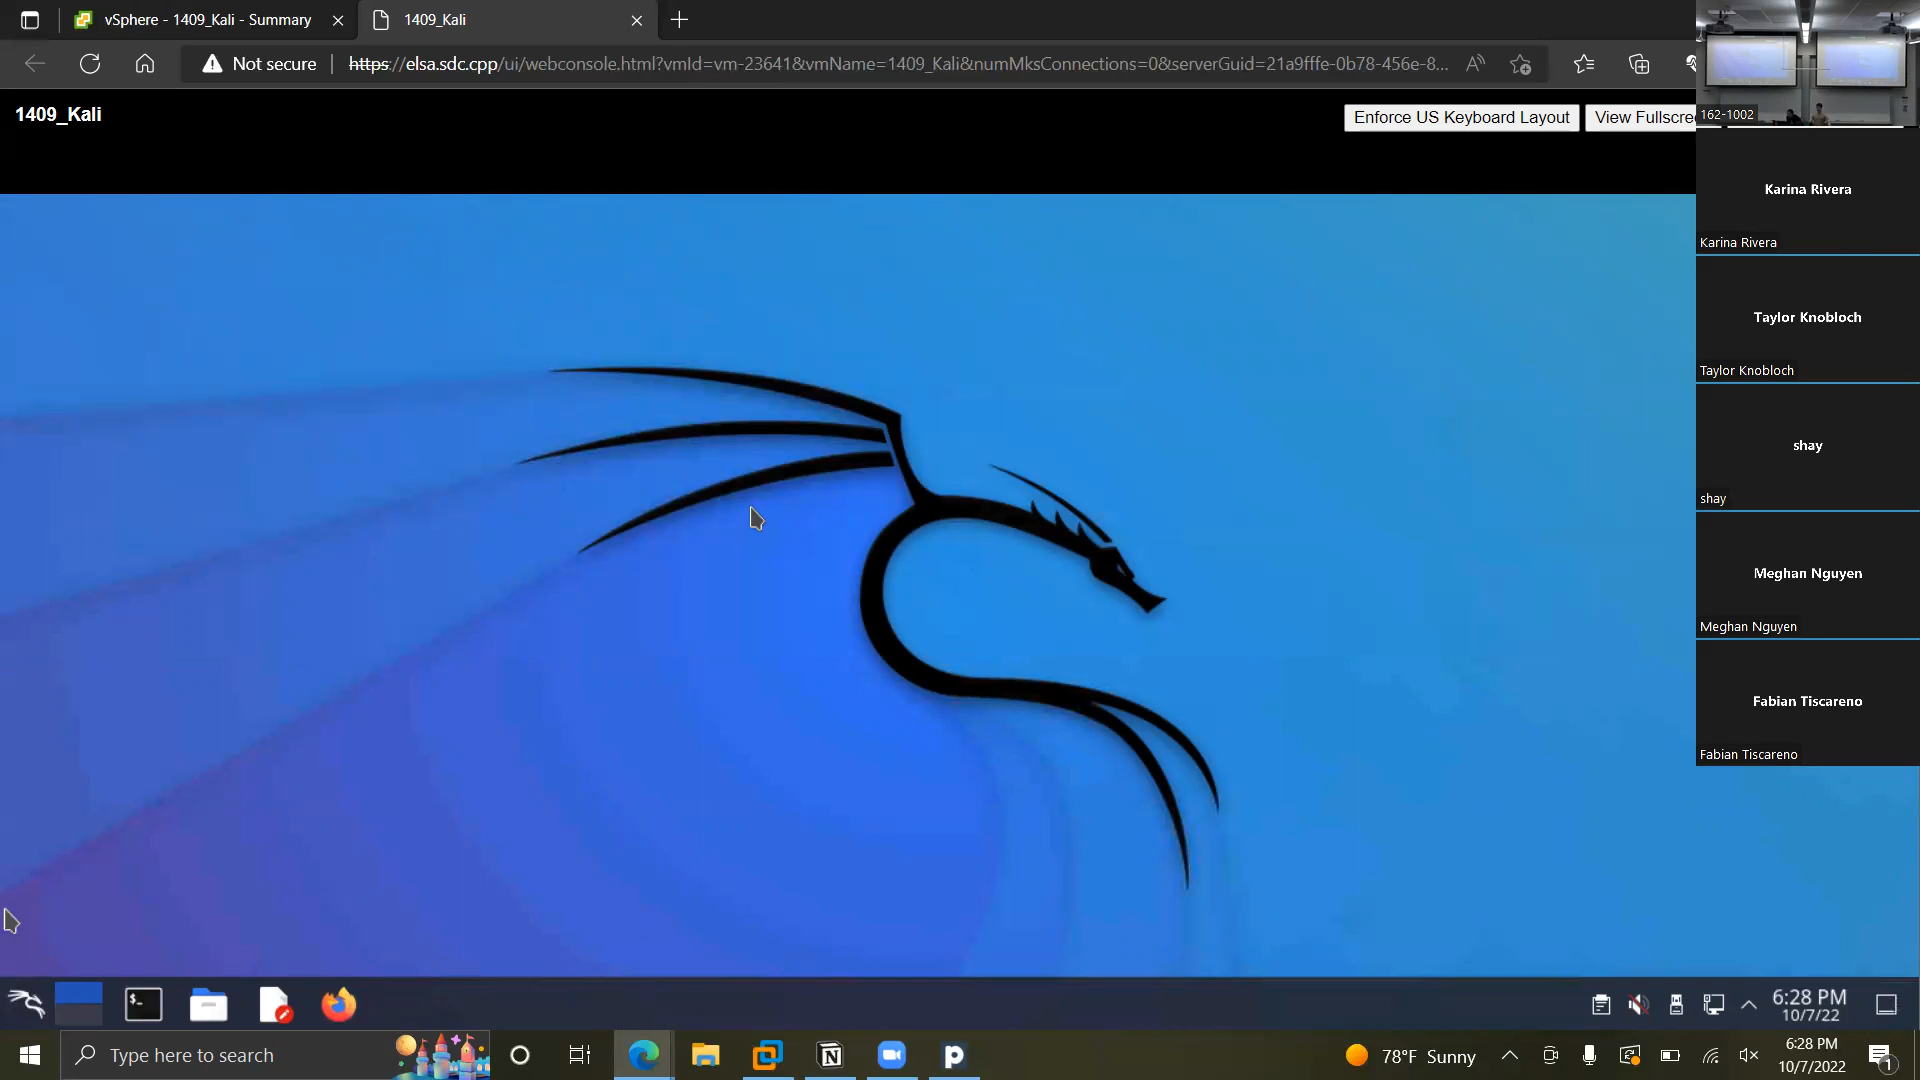 vSphere - 1409_Kali - Summary
1409_Kali
Not secure
https://elsa.sdc.cpp/ui/webconsole.html?vmId=vm-23641&vmName=1409_Kali&numMksConnections=0&serverGuid=21a9fffe-0b78-456e-8...
1409_Kali
Enforce US Keyboard Layout
View Fullscre
162-1002
Karina Rivera
Karina Rivera
Taylor Knobloch
Taylor Knobloch
shay
shay
Meghan Nguyen
Meghan Nguyen
Fabian Tiscareno
Fabian Tiscareno
$_
6:28 PM
10/7/22
Type here to search
78°F Sunny
6:28 PM
10/7/2022
1